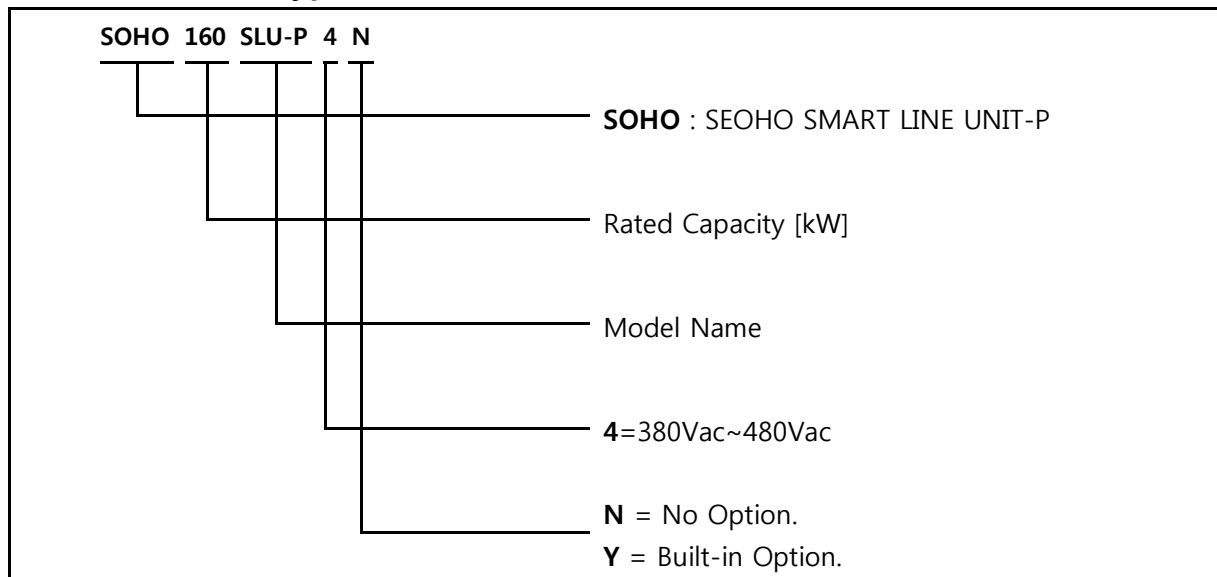 SOHO 160 SLU-P 4 N
SOHO : SEOHO SMART LINE UNIT-P
Rated Capacity [kW]
Model Name
4=380Vac~480Vac
N = No Option.
Y = Built-in Option.